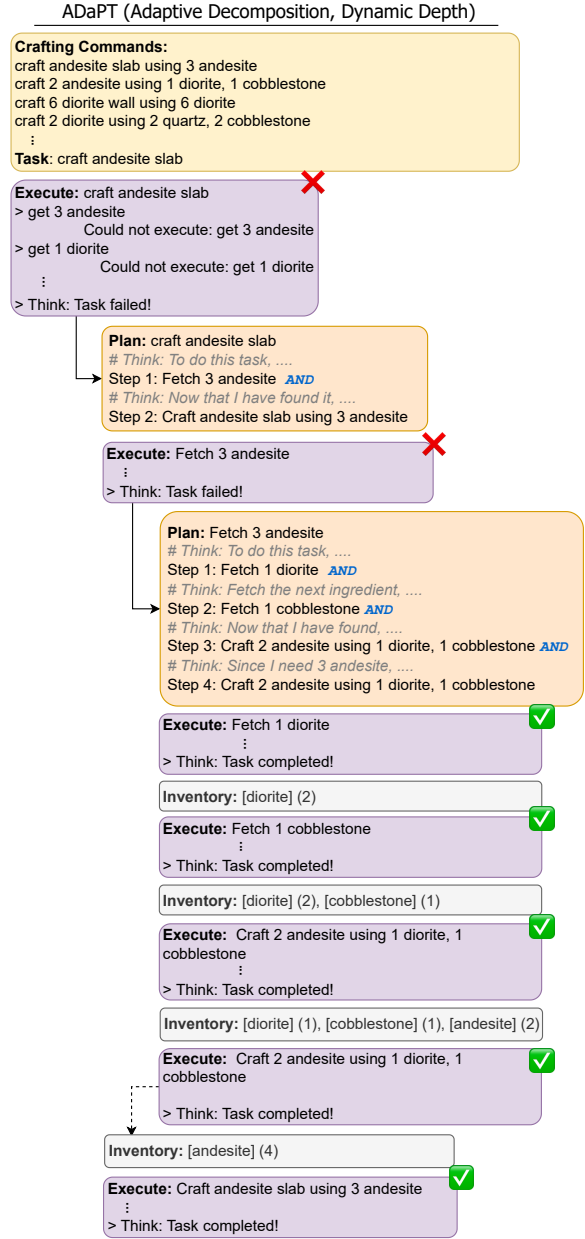 ADaPT (Adaptive Decomposition, Dynamic Depth)
Crafting Commands:
craft andesite slab using 3 andesite
craft 2 andesite using 1 diorite, 1 cobblestone
craft 6 diorite wall using 6 diorite
craft 2 diorite using 2 quartz, 2 cobblestone
⋮
Task: craft andesite slab
Execute: craft andesite slab
> get 3 andesite
Could not execute: get 3 andesite
> get 1 diorite
Could not execute: get 1 diorite
⋮
> Think: Task failed!
Plan: craft andesite slab
# Think: To do this task, ....
Step 1: Fetch 3 andesite AND
# Think: Now that I have found it, ....
Step 2: Craft andesite slab using 3 andesite
Execute: Fetch 3 andesite
⋮
> Think: Task failed!
Plan: Fetch 3 andesite
# Think: To do this task, ....
Step 1: Fetch 1 diorite AND
# Think: Fetch the next ingredient, ....
Step 2: Fetch 1 cobblestone AND
# Think: Now that I have found, ....
Step 3: Craft 2 andesite using 1 diorite, 1 cobblestone AND
# Think: Since I need 3 andesite, ....
Step 4: Craft 2 andesite using 1 diorite, 1 cobblestone
Execute: Fetch 1 diorite
⋮
> Think: Task completed!
Inventory: [diorite] (2)
Execute: Fetch 1 cobblestone
⋮
> Think: Task completed!
Inventory: [diorite] (2), [cobblestone] (1)
Execute: Craft 2 andesite using 1 diorite, 1
cobblestone
⋮
> Think: Task completed!
Inventory: [diorite] (1), [cobblestone] (1), [andesite] (2)
Execute: Craft 2 andesite using 1 diorite, 1
cobblestone
> Think: Task completed!
Inventory: [andesite] (4)
Execute: Craft andesite slab using 3 andesite
⋮
> Think: Task completed!